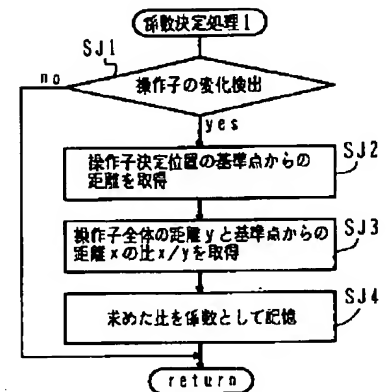 係数決定処理1
SJ1
no
操作子の変化検出
yes
SJ2
操作子決定位置の基準点からの
距離を取得
SJ3
操作子全体の距離yと基準点からの
距離xの比x/yを取得
SJ4
求めた比を係数として記憶
return